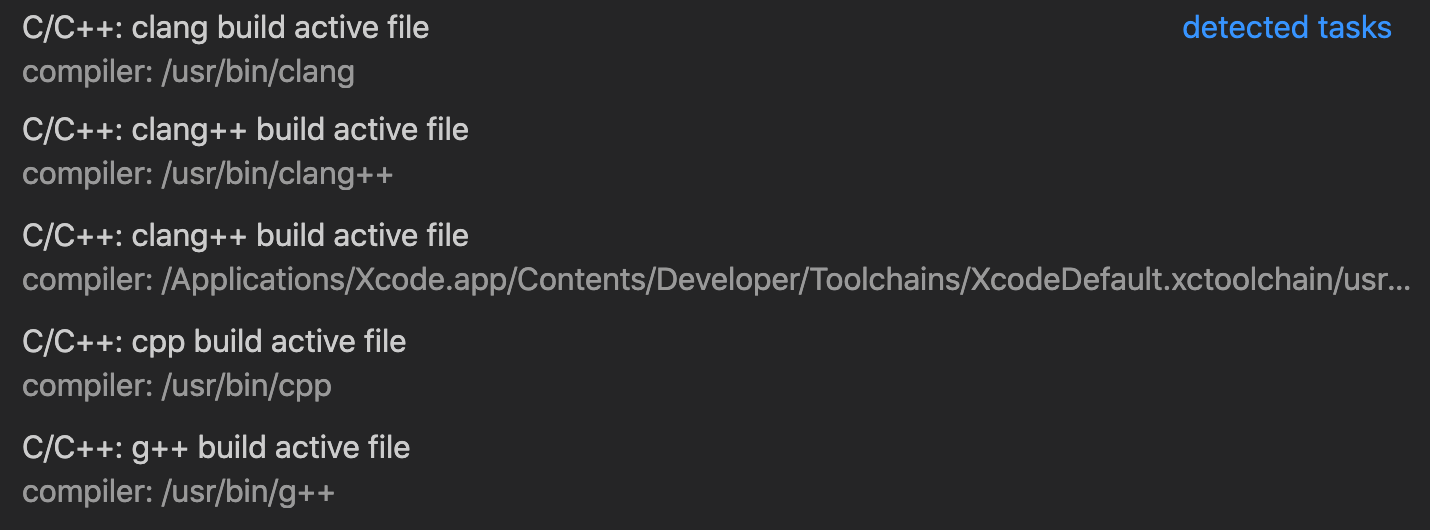 C/C++: clang build active file detected tasks
compiler: /usr/bin/clang
C/C++: clang++ build active file
compiler: /usr/bin/clang++
C/C++: clang++ build active file
compiler: /Applications/Xcode.app/Contents/Developer/Toolchains/XcodeDefault.xctoolchain/usr...
C/C++: cpp build active file
compiler: /usr/bin/cpp
C/C++: g++ build active file
compiler: /usr/bin/g++